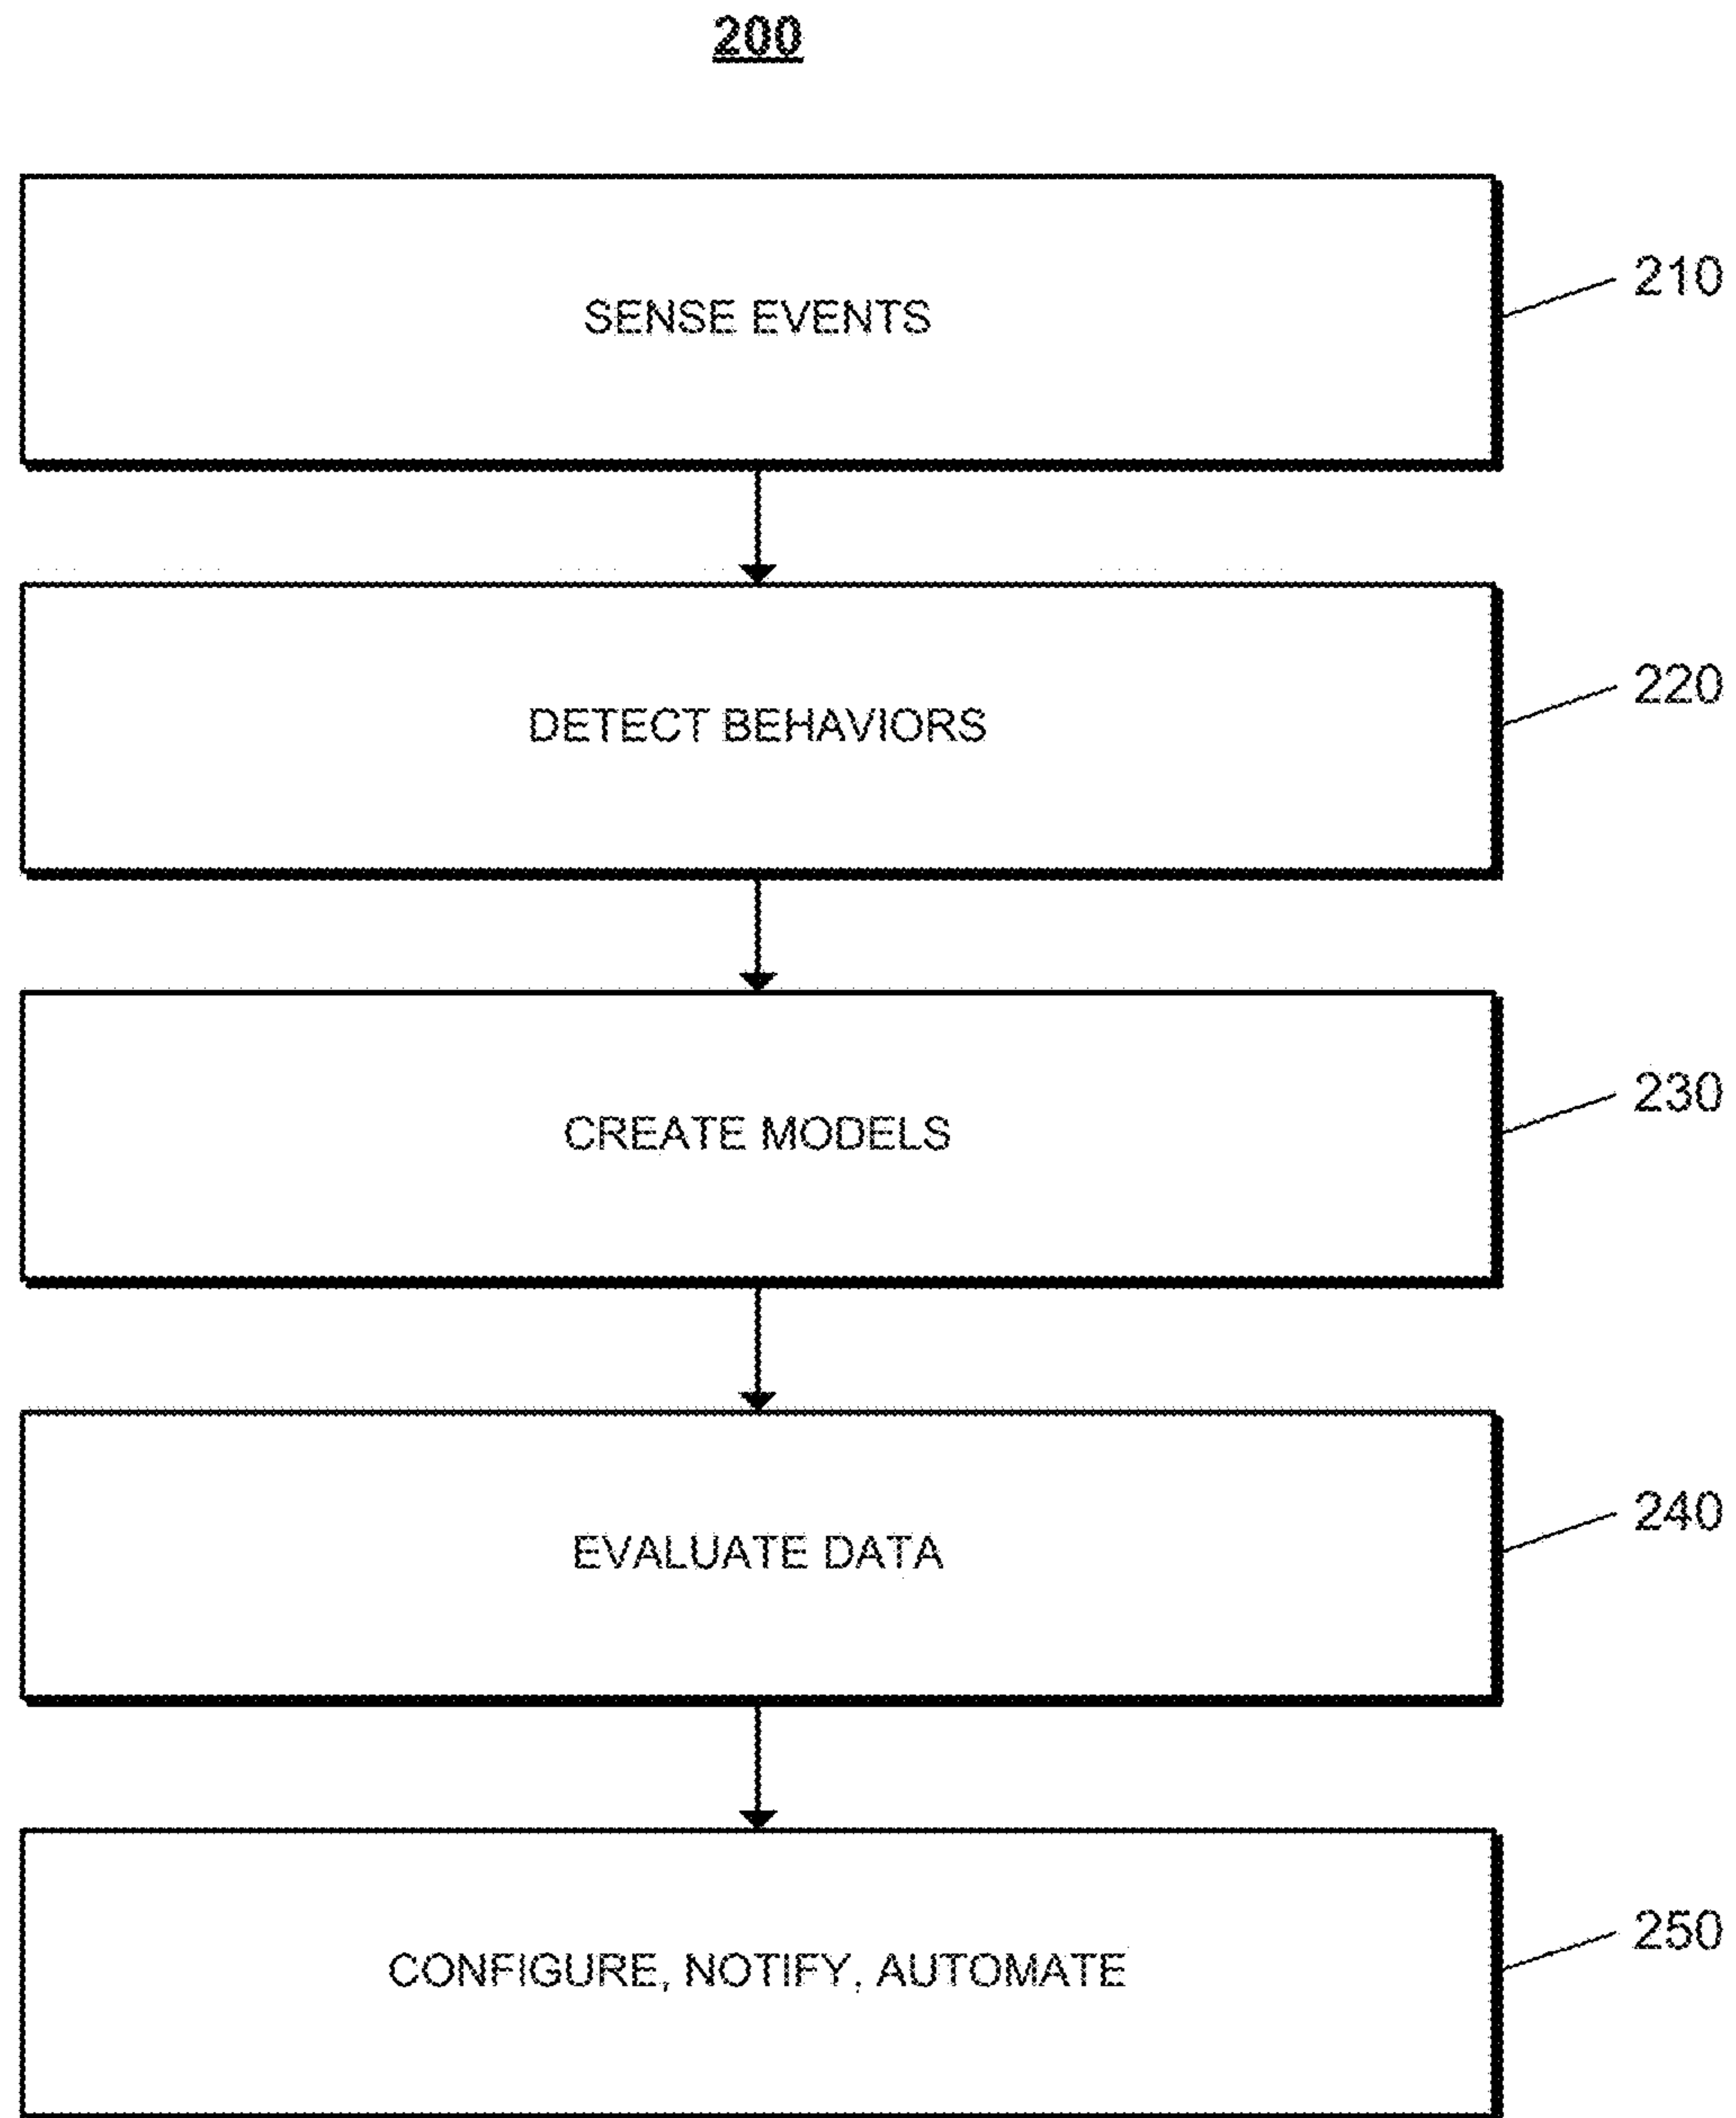 200
SENSE EVENTS
210
DETECT BEHAVIORS
220
CREATE MODELS
230
EVALUATE DATA
240
CONFIGURE, NOTIFY, AUTOMATE
250